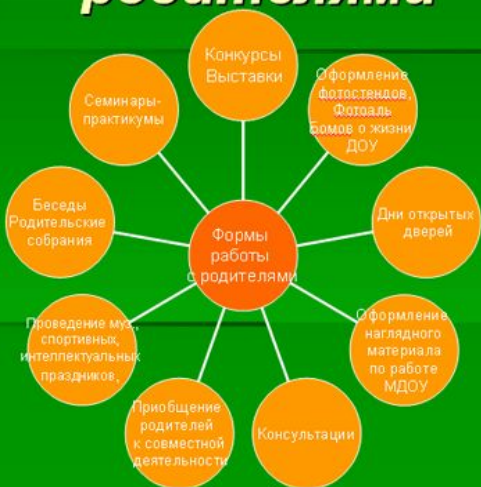 родителями
Конкурсы
Выставки
Оформление
фотостендов,
Фотоаль
Бомов о жизни
ДОУ
Дни открытых
дверей
Оформление
наглядного
материала
по работе
МДОУ
Консультации
Приобщение
родителей
к совместной
деятельности
Проведение муз.,
спортивных,
интеллектуальных
праздников,
Беседы
Родительские
собрания
Семинары-
практикумы
Формы
работы
с родителями